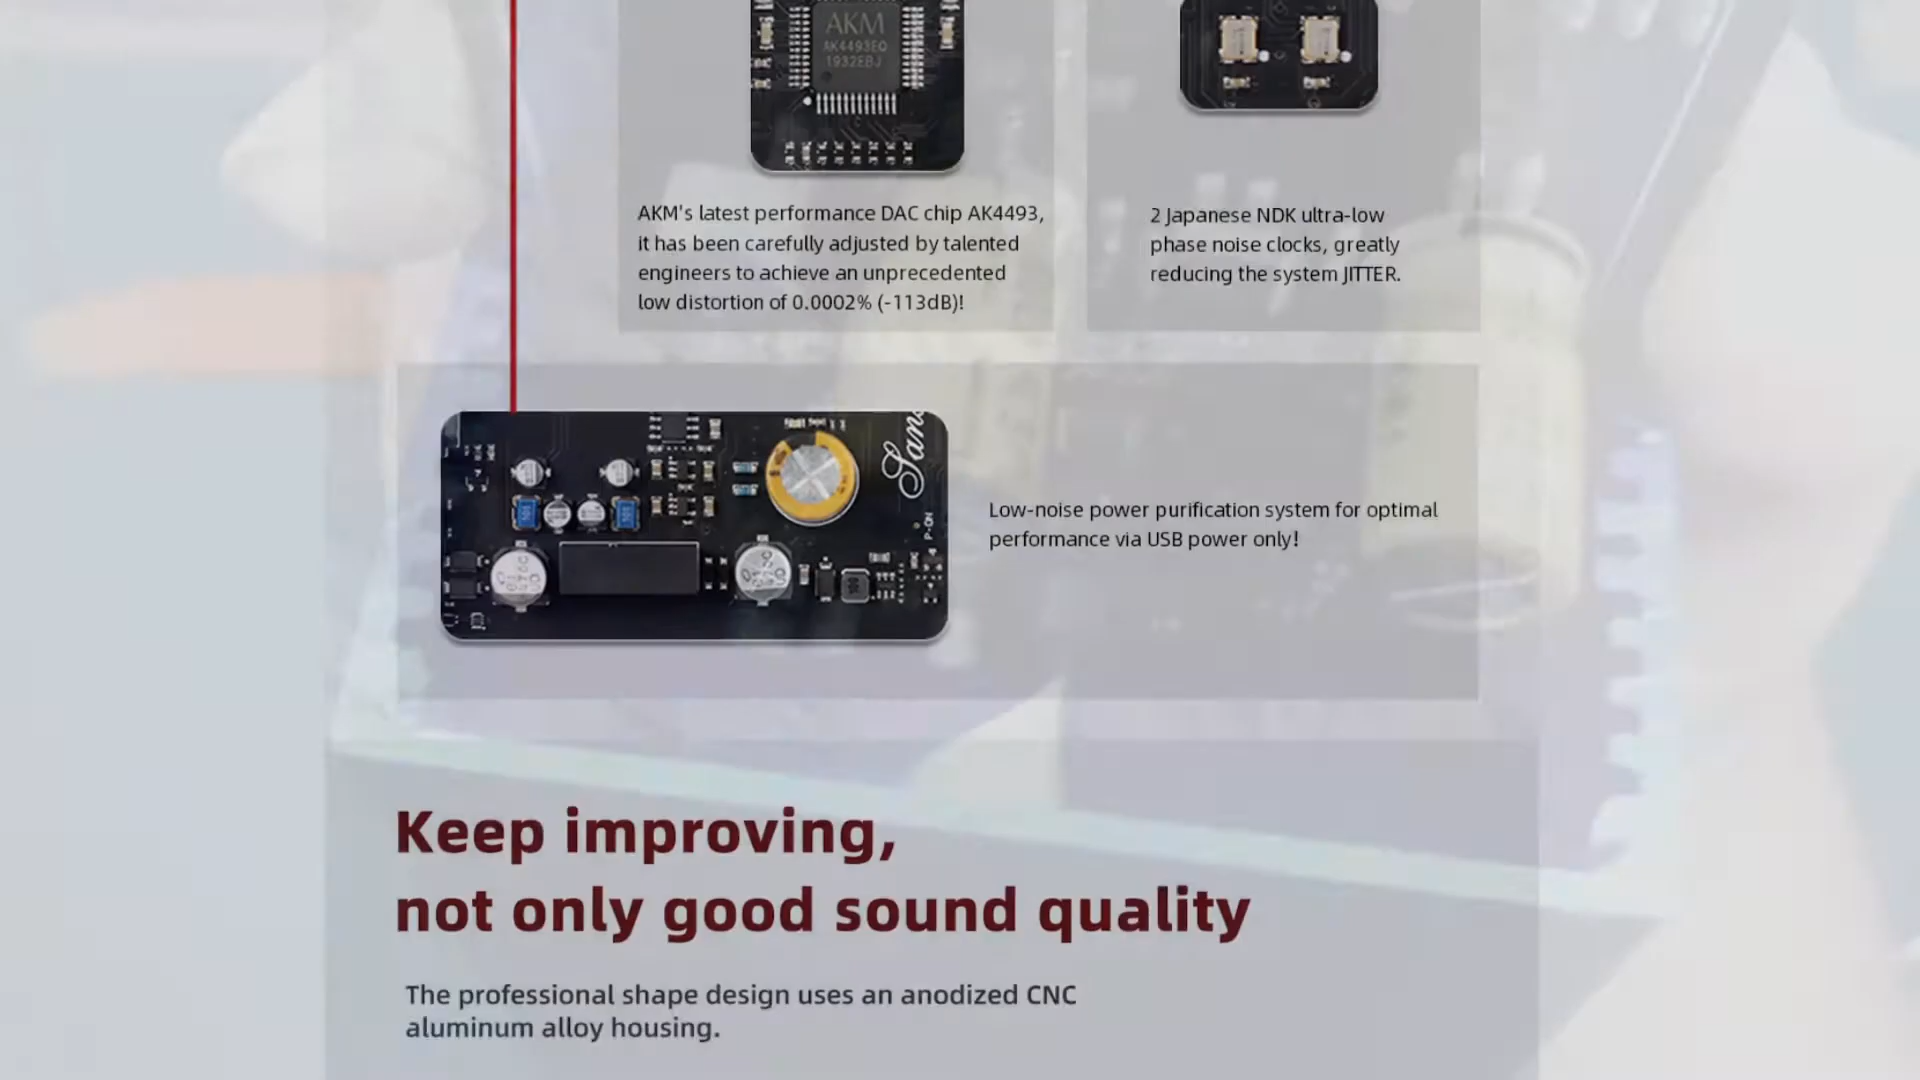 AKM
AK4493EQ
1932EBJ
AKM's latest performance DAC chip AK4493,
it has been carefully adjusted by talented
engineers to achieve an unprecedented
low distortion of 0.0002% (-113dB)!
2 Japanese NDK ultra-low
phase noise clocks, greatly
reducing the system JITTER.
Low-noise power purification system for optimal
performance via USB power only!
Keep improving,
not only good sound quality
The professional shape design uses an anodized CNC
aluminum alloy housing.